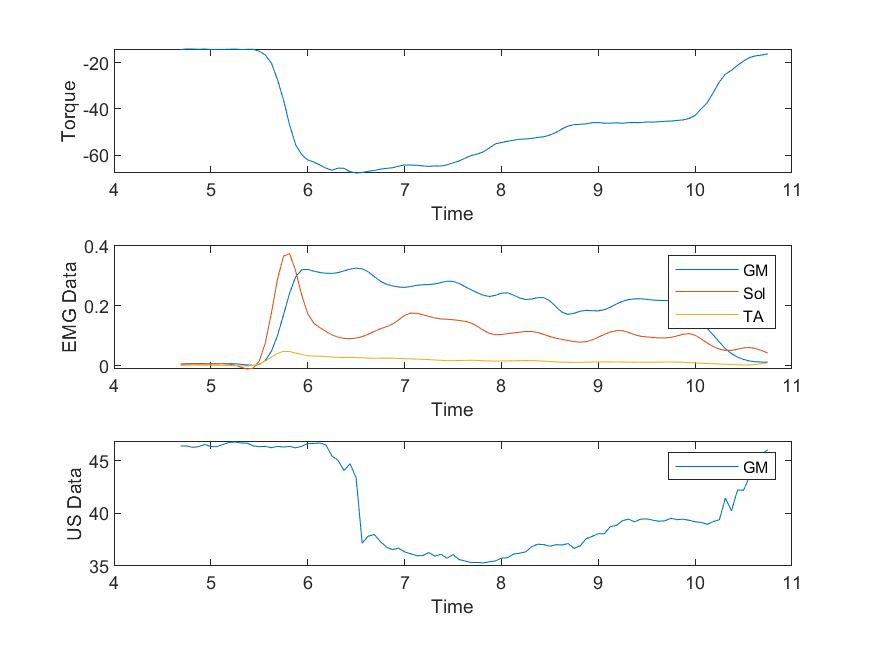 Torque
-20
-40
-60
4 5 6 7 8 9 10 11
Time
EMG Data
0.4
0.2
0
GM
Sol
TA
4 5 6 7 8 9 10 11
Time
US Data
45
40
35
GM
4 5 6 7 8 9 10 11
Time